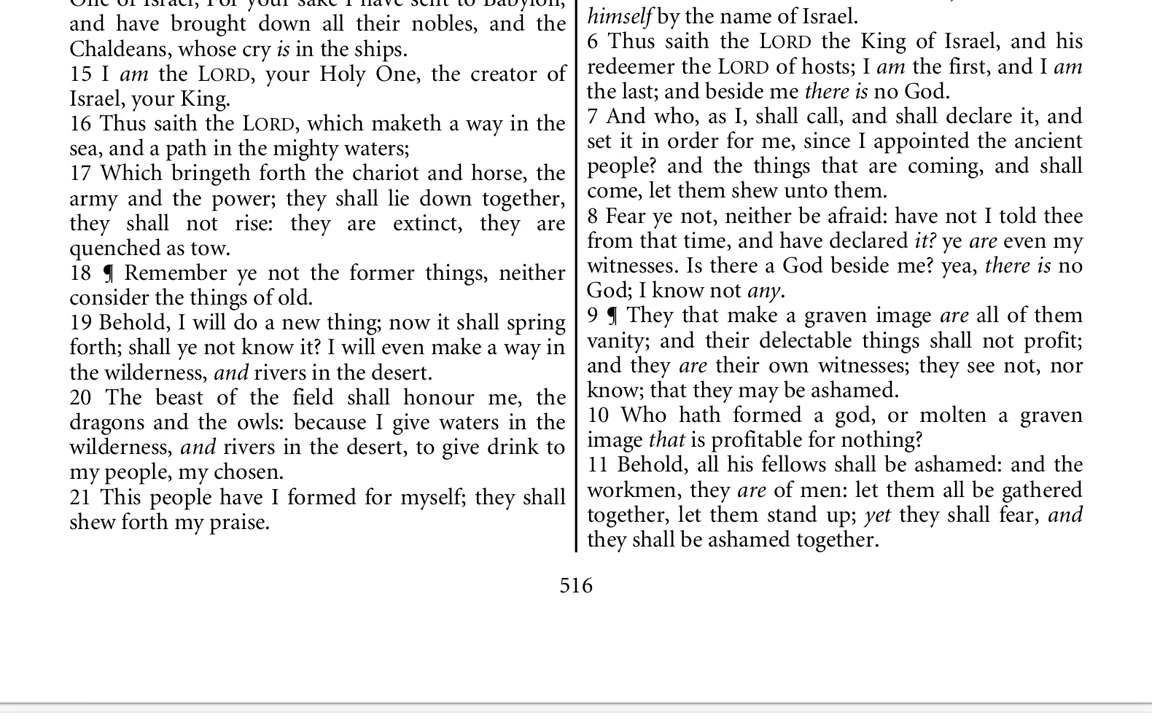 One of Israel; For your sake I have sent to Babylon,
and have brought down all their nobles, and the
Chaldeans, whose cry is in the ships.
15 I am the LORD, your Holy One, the creator of
Israel, your King.
16 Thus saith the LORD, which maketh a way in the
sea, and a path in the mighty waters;
17 Which bringeth forth the chariot and horse, the
army and the power; they shall lie down together,
they shall not rise: they are extinct, they are
quenched as tow.
18 ¶ Remember ye not the former things, neither
consider the things of old.
19 Behold, I will do a new thing; now it shall spring
forth; shall ye not know it? I will even make a way in
the wilderness, and rivers in the desert.
20 The beast of the field shall honour me, the
dragons and the owls: because I give waters in the
wilderness, and rivers in the desert, to give drink to
my people, my chosen.
21 This people have I formed for myself; they shall
shew forth my praise.
himself by the name of Israel.
6 Thus saith the LORD the King of Israel, and his
redeemer the LORD of hosts; I am the first, and I am
the last; and beside me there is no God.
7 And who, as I, shall call, and shall declare it, and
set it in order for me, since I appointed the ancient
people? and the things that are coming, and shall
come, let them shew unto them.
8 Fear ye not, neither be afraid: have not I told thee
from that time, and have declared it? ye are even my
witnesses. Is there a God beside me? yea, there is no
God; I know not any.
9 ¶ They that make a graven image are all of them
vanity; and their delectable things shall not profit;
and they are their own witnesses; they see not, nor
know; that they may be ashamed.
10 Who hath formed a god, or molten a graven
image that is profitable for nothing?
11 Behold, all his fellows shall be ashamed: and the
workmen, they are of men: let them all be gathered
together, let them stand up; yet they shall fear, and
they shall be ashamed together.
516